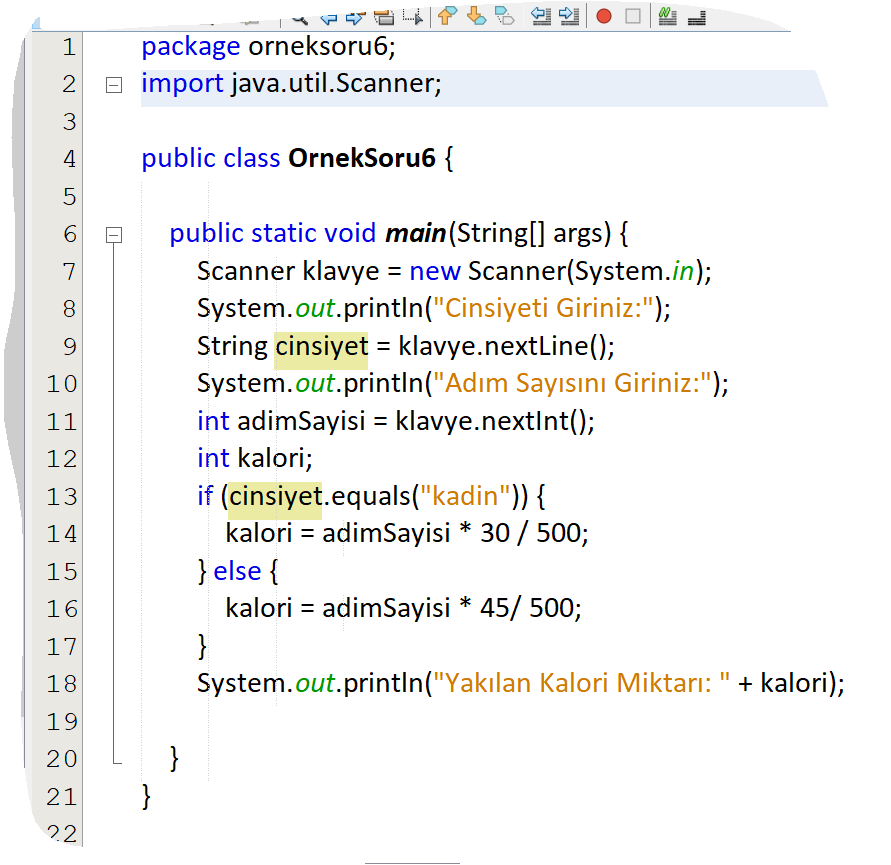 1 package orneksoru6;
2 import java.util.Scanner;
3
4 public class OrnekSoru6 {
5
6 public static void main(String[] args) {
7 Scanner klavye = new Scanner(System.in);
8 System.out.println("Cinsiyeti Giriniz:");
9 String cinsiyet = klavye.nextLine();
10 System.out.println("Adım Sayısını Giriniz:");
11 int adimSayisi = klavye.nextInt();
12 int kalori;
13 if (cinsiyet.equals("kadin")) {
14 kalori = adimSayisi * 30 / 500;
15 } else {
16 kalori = adimSayisi * 45/ 500;
17 }
18 System.out.println("Yakılan Kalori Miktarı: " + kalori);
19
20 }
21 }
22